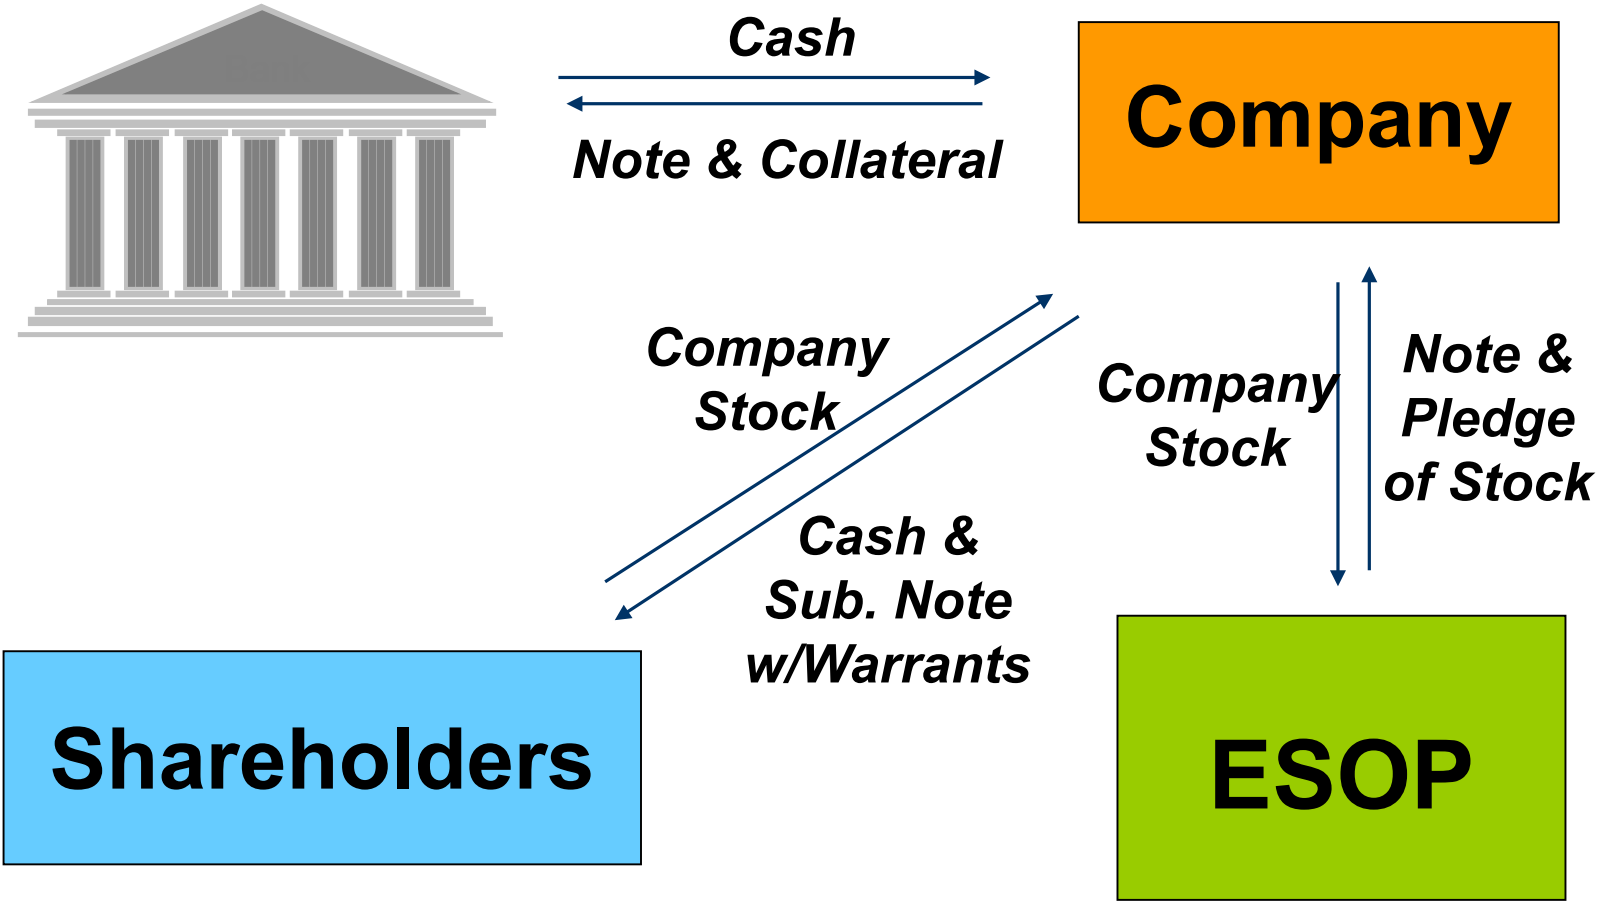 Cash
Note & Collateral
Company
Company
Stock
Company
Stock
Note &
Pledge
of Stock
Cash &
Sub. Note
w/Warrants
Shareholders
ESOP